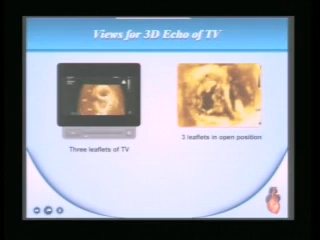 Views for 3D Echo of TV
Three leaflets of TV
3 leaflets in open position